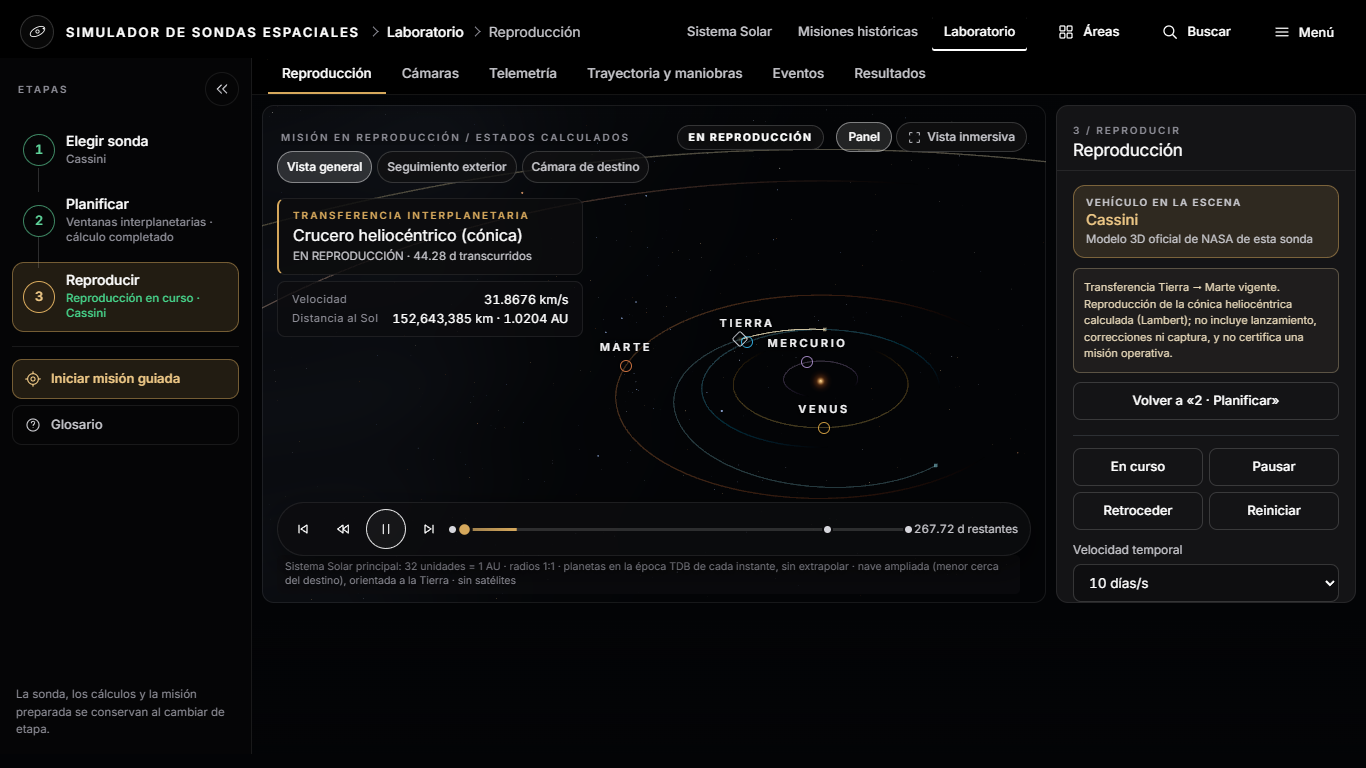 SIMULADOR DE SONDAS ESPACIALES
Laboratorio
Reproducción
Sistema Solar
Misiones históricas
Laboratorio
Áreas
Buscar
Menú
ETAPAS
1
Elegir sonda
Cassini
2
Planificar
Ventanas interplanetarias ·
cálculo completado
3
Reproducir
Reproducción en curso ·
Cassini
Iniciar misión guiada
Glosario
La sonda, los cálculos y la misión
preparada se conservan al cambiar de
etapa.
Reproducción
Cámaras
Telemetría
Trayectoria y maniobras
Eventos
Resultados
MISIÓN EN REPRODUCCIÓN / ESTADOS CALCULADOS
EN REPRODUCCIÓN
Panel
Vista inmersiva
Vista general
Seguimiento exterior
Cámara de destino
TRANSFERENCIA INTERPLANETARIA
Crucero heliocéntrico (cónica)
EN REPRODUCCIÓN · 44.28 d transcurridos
Velocidad 31.8676 km/s
Distancia al Sol 152,643,385 km · 1.0204 AU
TIERRA
MERCURIO
MARTE
VENUS
267.72 d restantes
Sistema Solar principal: 32 unidades = 1 AU · radios 1:1 · planetas en la época TDB de cada instante, sin extrapolar · nave ampliada (menor cerca
del destino), orientada a la Tierra · sin satélites
3 / REPRODUCIR
Reproducción
VEHÍCULO EN LA ESCENA
Cassini
Modelo 3D oficial de NASA de esta sonda
Transferencia Tierra → Marte vigente.
Reproducción de la cónica heliocéntrica
calculada (Lambert); no incluye lanzamiento,
correcciones ni captura, y no certifica una
misión operativa.
Volver a «2 · Planificar»
En curso
Pausar
Retroceder
Reiniciar
Velocidad temporal
10 días/s